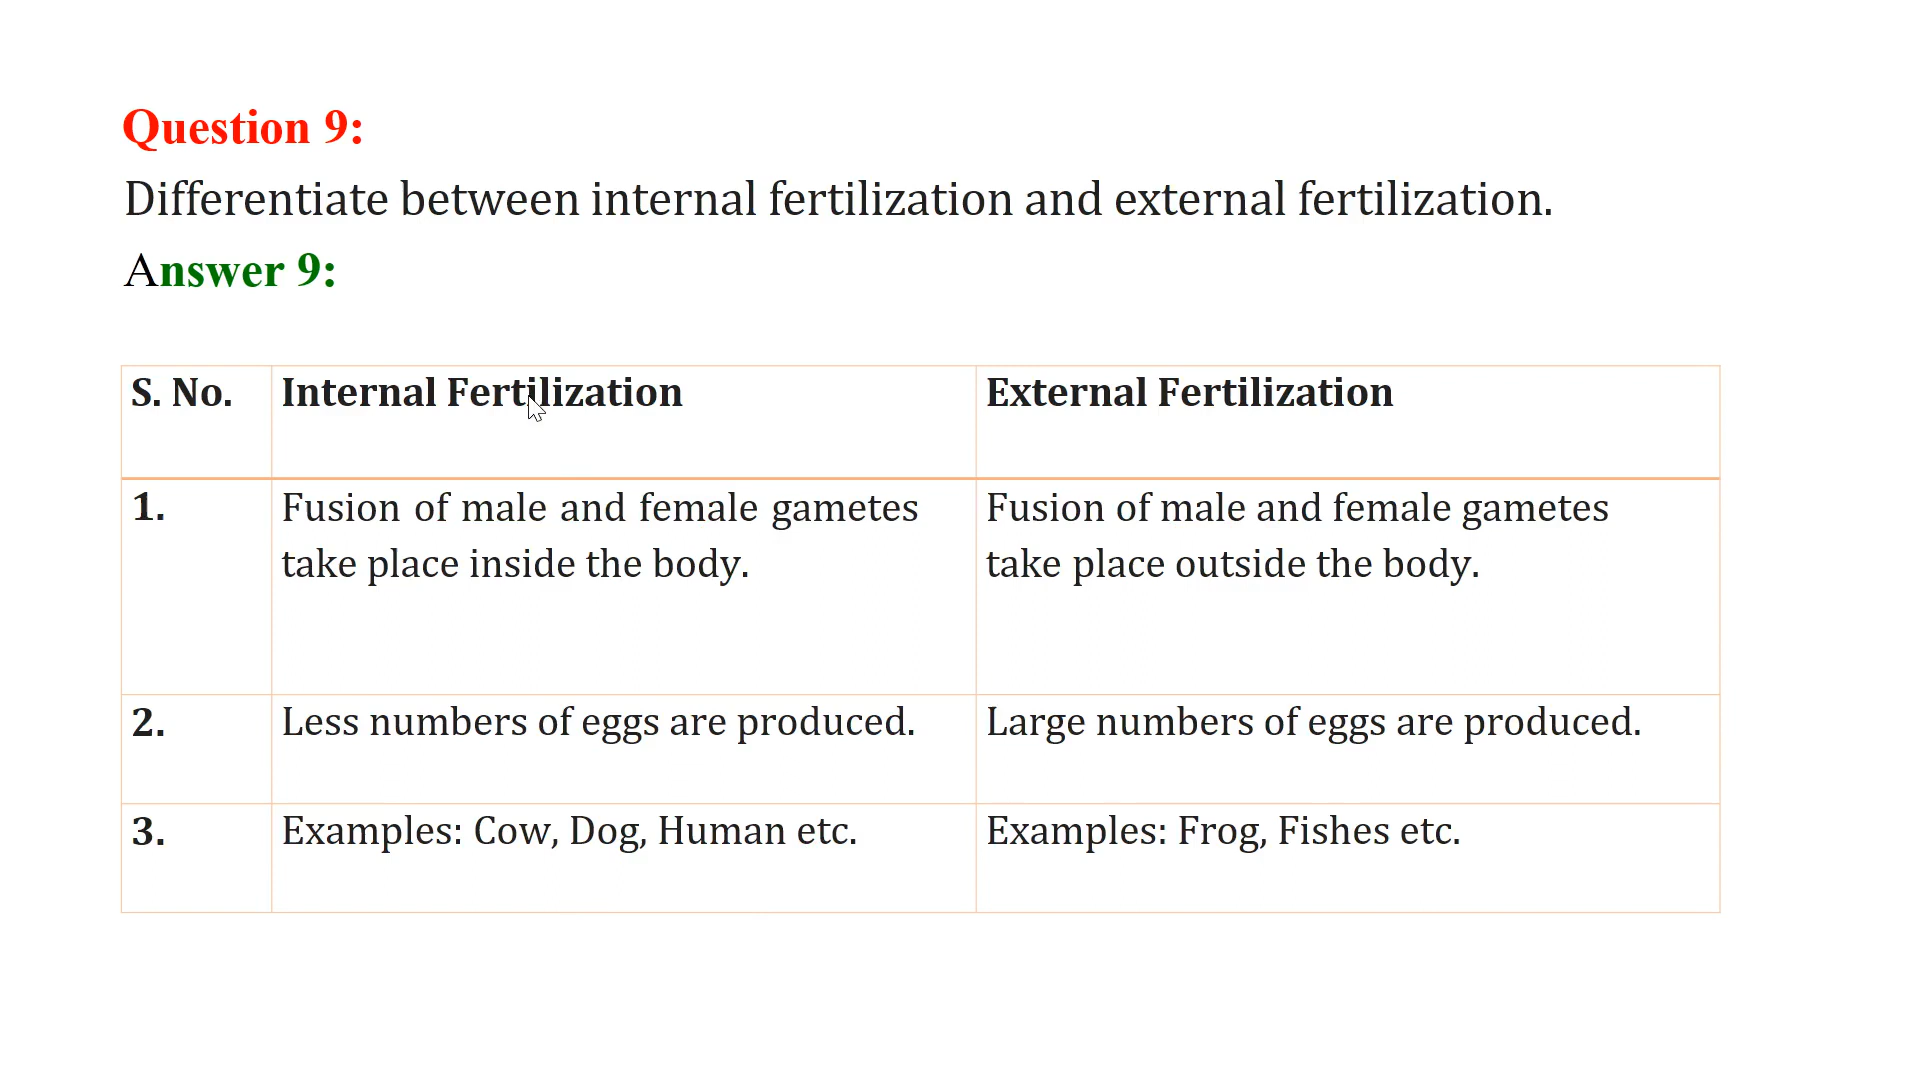 Question 9:
Differentiate between internal fertilization and external fertilization.
Answer 9:
S. No. Internal Fertilization External Fertilization
1. Fusion of male and female gametes Fusion of male and female gametes
take place inside the body. take place outside the body.
2. Less numbers of eggs are produced. Large numbers of eggs are produced.
3. Examples: Cow, Dog, Human etc. Examples: Frog, Fishes etc.